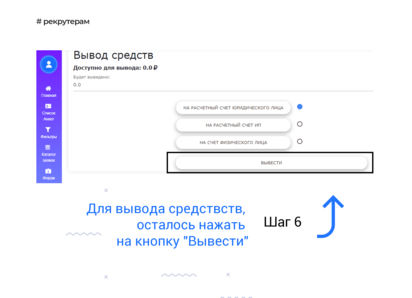 # рекрутерам
Вывод средств
Доступно для вывода: 0.0 ₽
Будет выведено:
0.0
Главная
Список
Анкет
Фильтры
Каталог
заявок
Форум
НА РАСЧЕТНЫЙ СЧЕТ ЮРИДИЧЕСКОГО ЛИЦА
НА РАСЧЕТНЫЙ СЧЕТ ИП
НА СЧЕТ ФИЗИЧЕСКОГО ЛИЦА
ВЫВЕСТИ
Для вывода средствств,
осталось нажать
на кнопку "Вывести"
Шаг 6